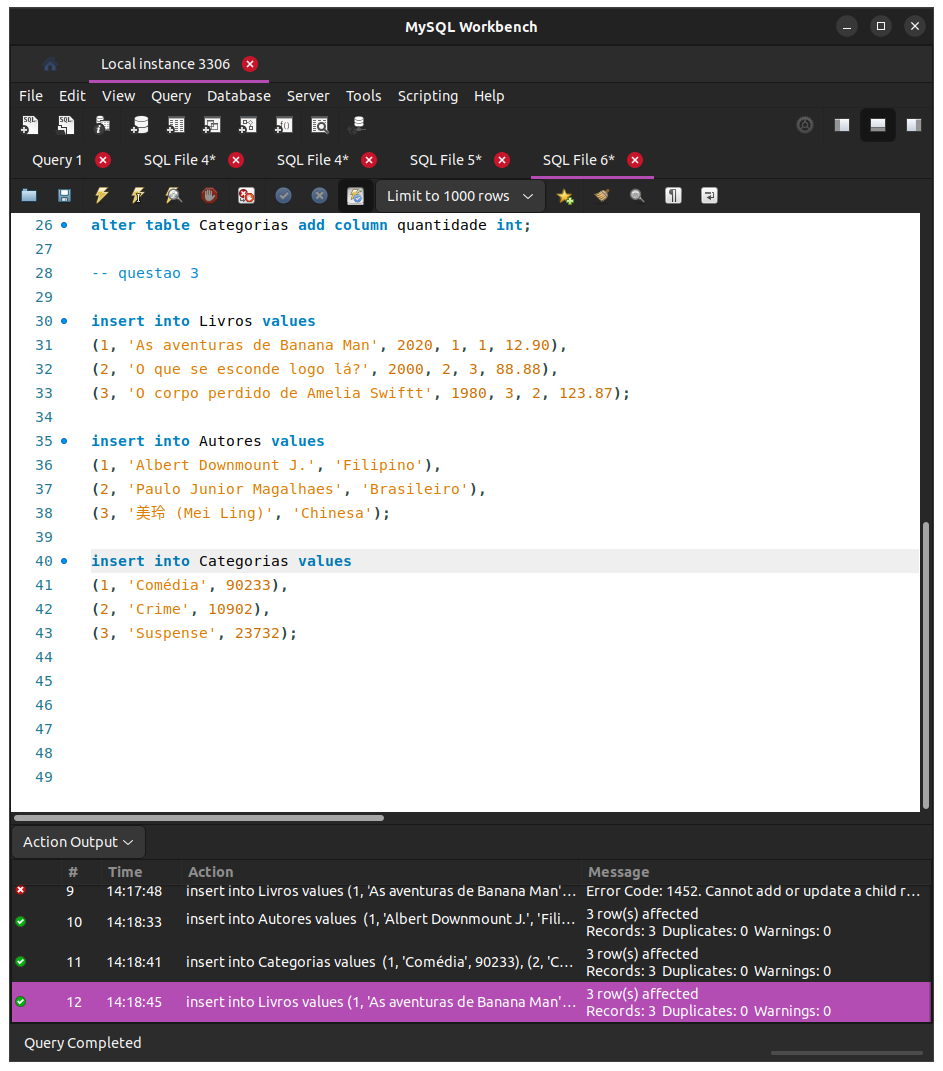 MySQL Workbench
Local instance 3306
File Edit View Query Database Server Tools Scripting Help
Query 1 SQL File 4* SQL File 4* SQL File 5* SQL File 6*
Limit to 1000 rows
26 alter table Categorias add column quantidade int;
27
28 -- questao 3
29
30 insert into Livros values
31 (1, 'As aventuras de Banana Man', 2020, 1, 1, 12.90),
32 (2, 'O que se esconde logo lá?', 2000, 2, 3, 88.88),
33 (3, 'O corpo perdido de Amelia Swiftt', 1980, 3, 2, 123.87);
34
35 insert into Autores values
36 (1, 'Albert Downmount J.', 'Filipino'),
37 (2, 'Paulo Junior Magalhaes', 'Brasileiro'),
38 (3, '美玲 (Mei Ling)', 'Chinesa');
39
40 insert into Categorias values
41 (1, 'Comédia', 90233),
42 (2, 'Crime', 10902),
43 (3, 'Suspense', 23732);
44
45
46
47
48
49
Action Output
# Time Action Message
9 14:17:48 insert into Livros values (1, 'As aventuras de Banana Man'... Error Code: 1452. Cannot add or update a child r...
10 14:18:33 insert into Autores values (1, 'Albert Downmount J.', 'Fili... 3 row(s) affected
Records: 3 Duplicates: 0 Warnings: 0
11 14:18:41 insert into Categorias values (1, 'Comédia', 90233), (2, 'C... 3 row(s) affected
Records: 3 Duplicates: 0 Warnings: 0
12 14:18:45 insert into Livros values (1, 'As aventuras de Banana Man'... 3 row(s) affected
Records: 3 Duplicates: 0 Warnings: 0
Query Completed